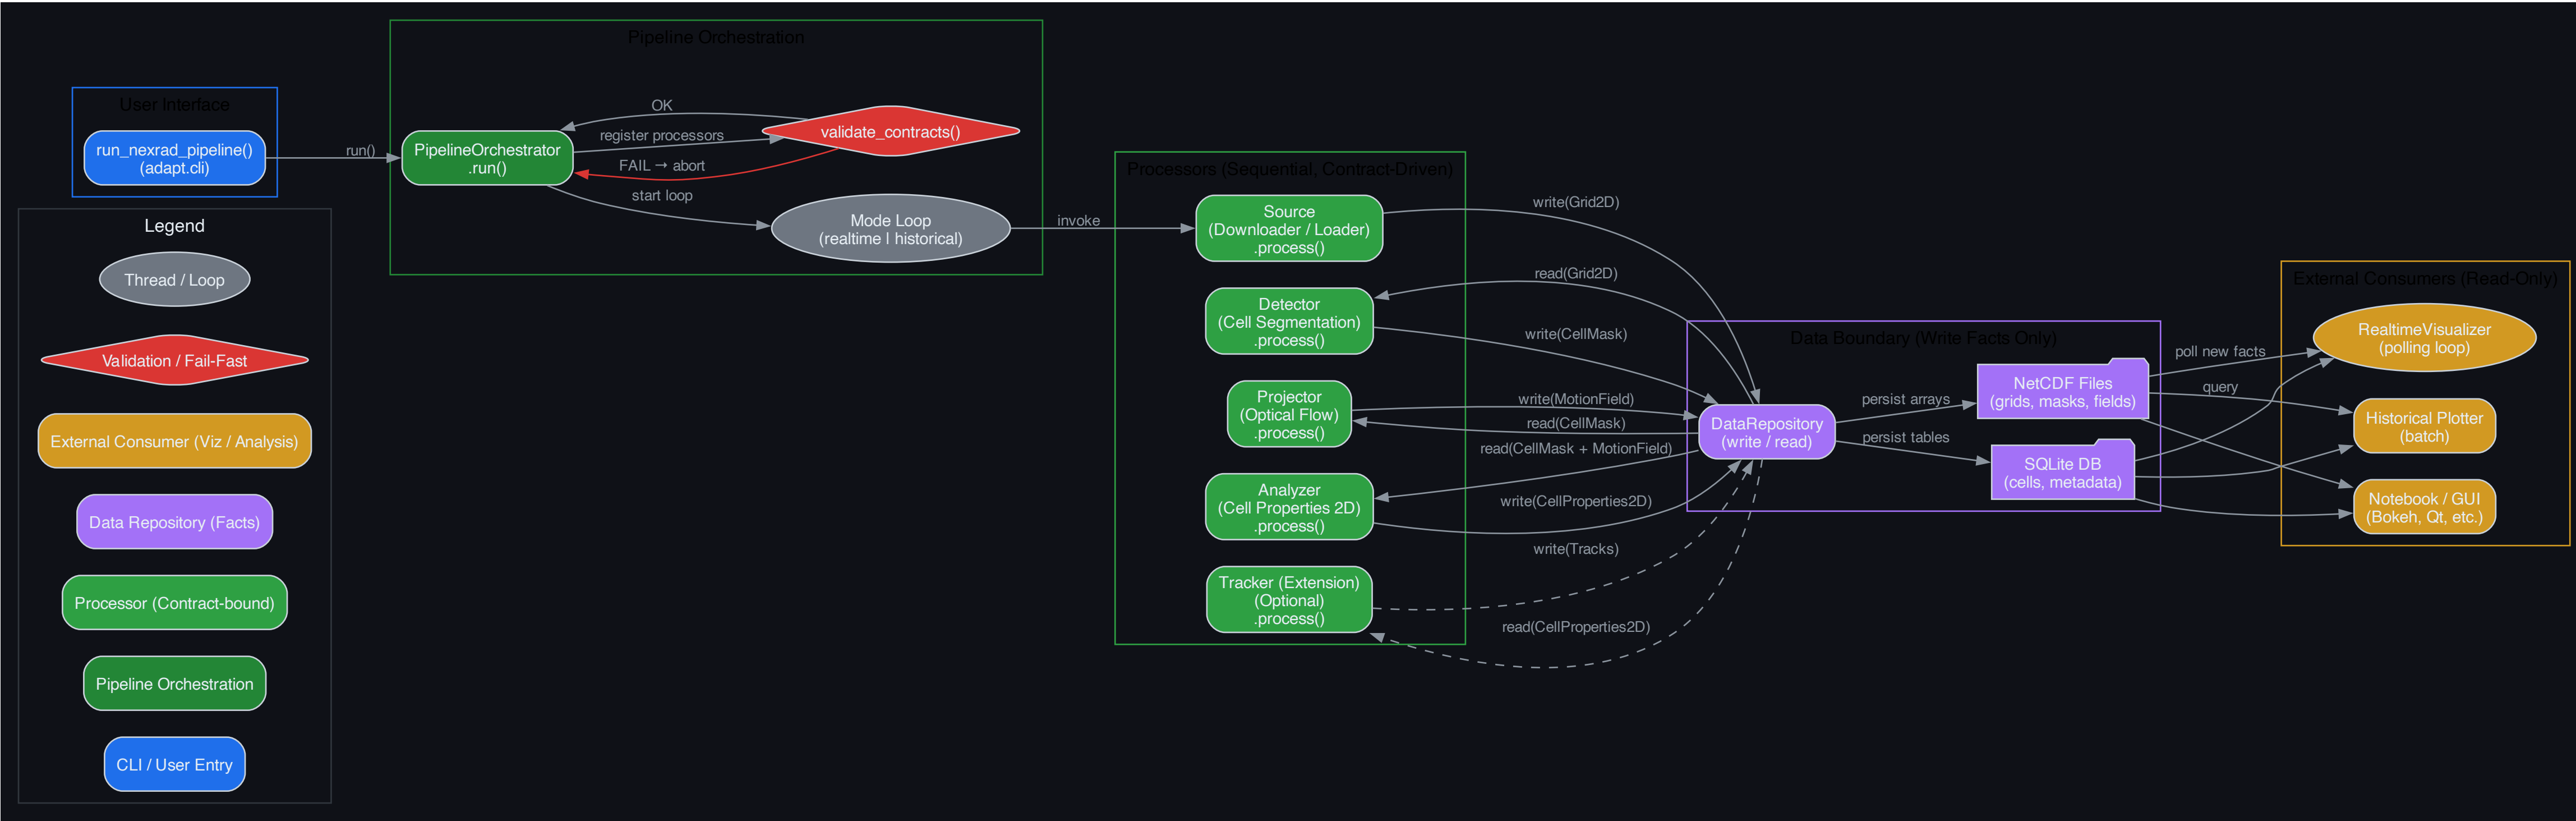 User Interface
run_nexrad_pipeline()
(adapt.cli)
run()
Legend
Thread / Loop
Validation / Fail-Fast
External Consumer (Viz / Analysis)
Data Repository (Facts)
Processor (Contract-bound)
Pipeline Orchestration
CLI / User Entry
Pipeline Orchestration
PipelineOrchestrator
.run()
OK
register processors
FAIL → abort
start loop
validate_contracts()
Mode Loop
(realtime | historical)
invoke
Processors (Sequential, Contract-Driven)
Source
(Downloader / Loader)
.process()
Detector
(Cell Segmentation)
.process()
Projector
(Optical Flow)
.process()
Analyzer
(Cell Properties 2D)
.process()
Tracker (Extension)
(Optional)
.process()
write(Grid2D)
read(Grid2D)
write(CellMask)
write(MotionField)
read(CellMask)
read(CellMask + MotionField)
write(CellProperties2D)
write(Tracks)
read(CellProperties2D)
Data Boundary (Write Facts Only)
DataRepository
(write / read)
persist arrays
persist tables
NetCDF Files
(grids, masks, fields)
SQLite DB
(cells, metadata)
poll new facts
query
External Consumers (Read-Only)
RealtimeVisualizer
(polling loop)
Historical Plotter
(batch)
Notebook / GUI
(Bokeh, Qt, etc.)